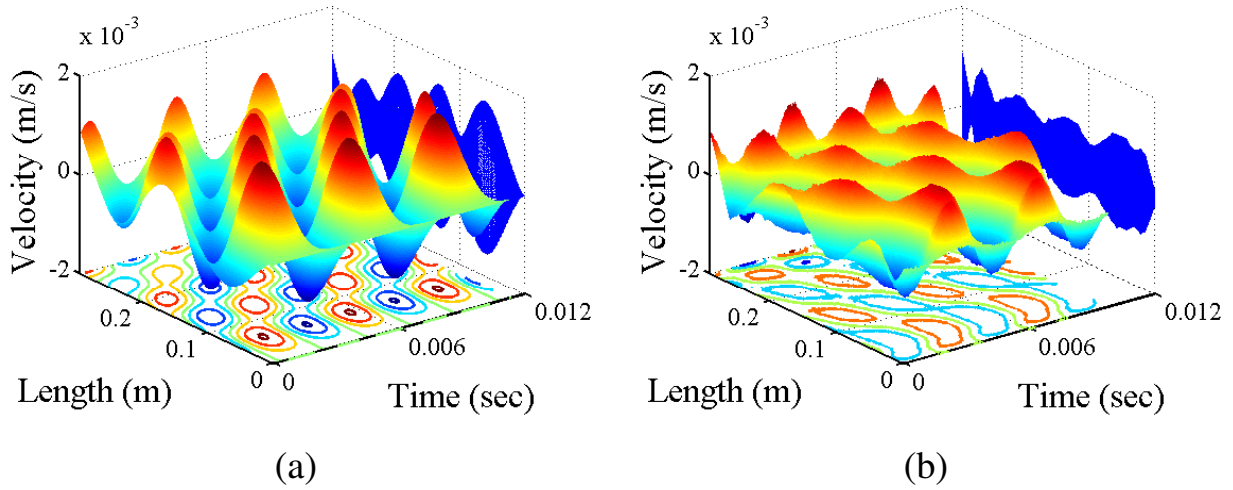 x 10⁻³
2
0
-2
Velocity (m/s)
0.2
0.1
0
Length (m)
0
0.006
0.012
Time (sec)
(a)
x 10⁻³
2
0
-2
Velocity (m/s)
0.2
0.1
0
Length (m)
0
0.006
0.012
Time (sec)
(b)